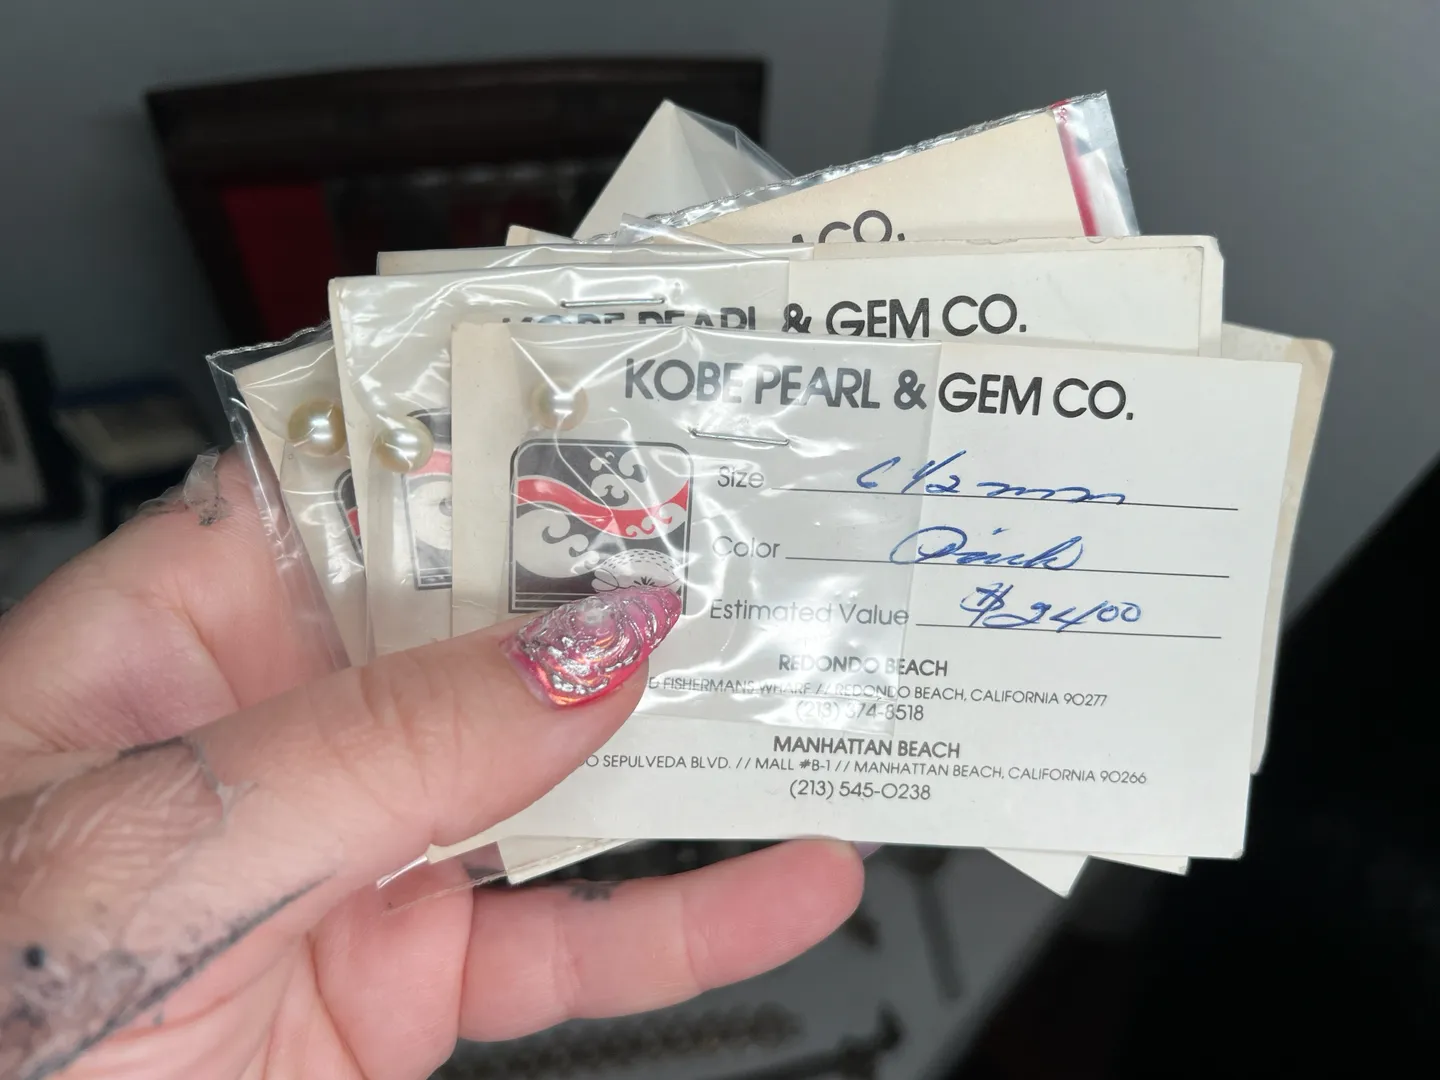 CO.
PEARL & GEM CO.
KOBE PEARL & GEM CO.
Size 6 1/2 mm
Color Pink
Estimated Value $24.00
REDONDO BEACH
FISHERMANS WHARF // REDONDO BEACH, CALIFORNIA 90277
(213) 374-8518
MANHATTAN BEACH
SEPULVEDA BLVD. // MALL #B-1 // MANHATTAN BEACH, CALIFORNIA 90266
(213) 545-0238